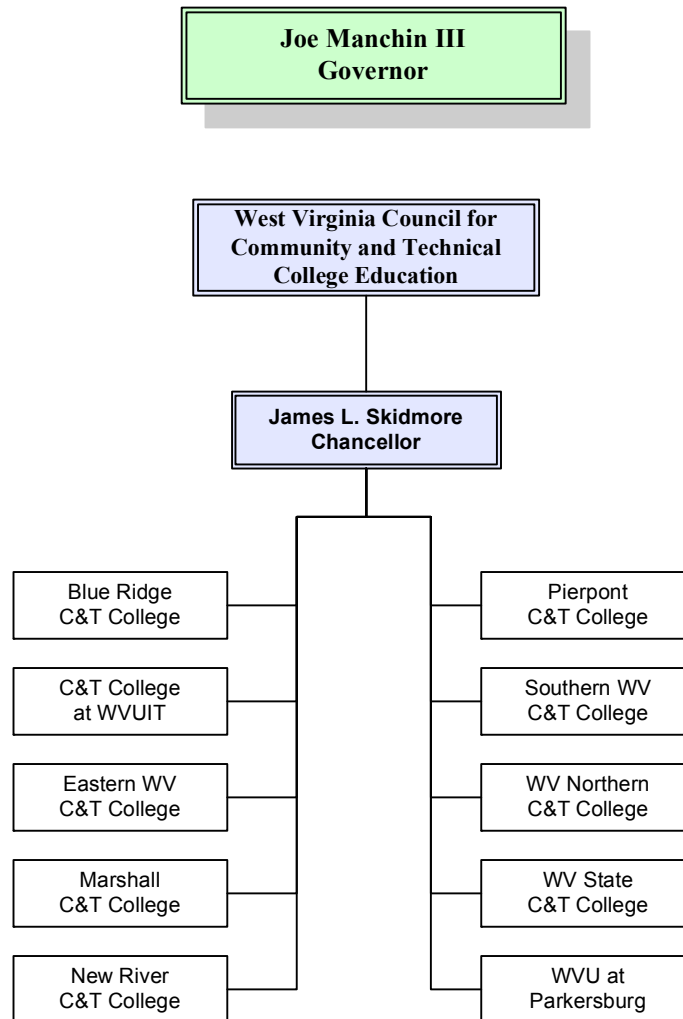 Joe Manchin III
Governor
West Virginia Council for
Community and Technical
College Education
James L. Skidmore
Chancellor
Blue Ridge
C&T College
C&T College
at WVUIT
Eastern WV
C&T College
Marshall
C&T College
New River
C&T College
Pierpont
C&T College
Southern WV
C&T College
WV Northern
C&T College
WV State
C&T College
WVU at
Parkersburg